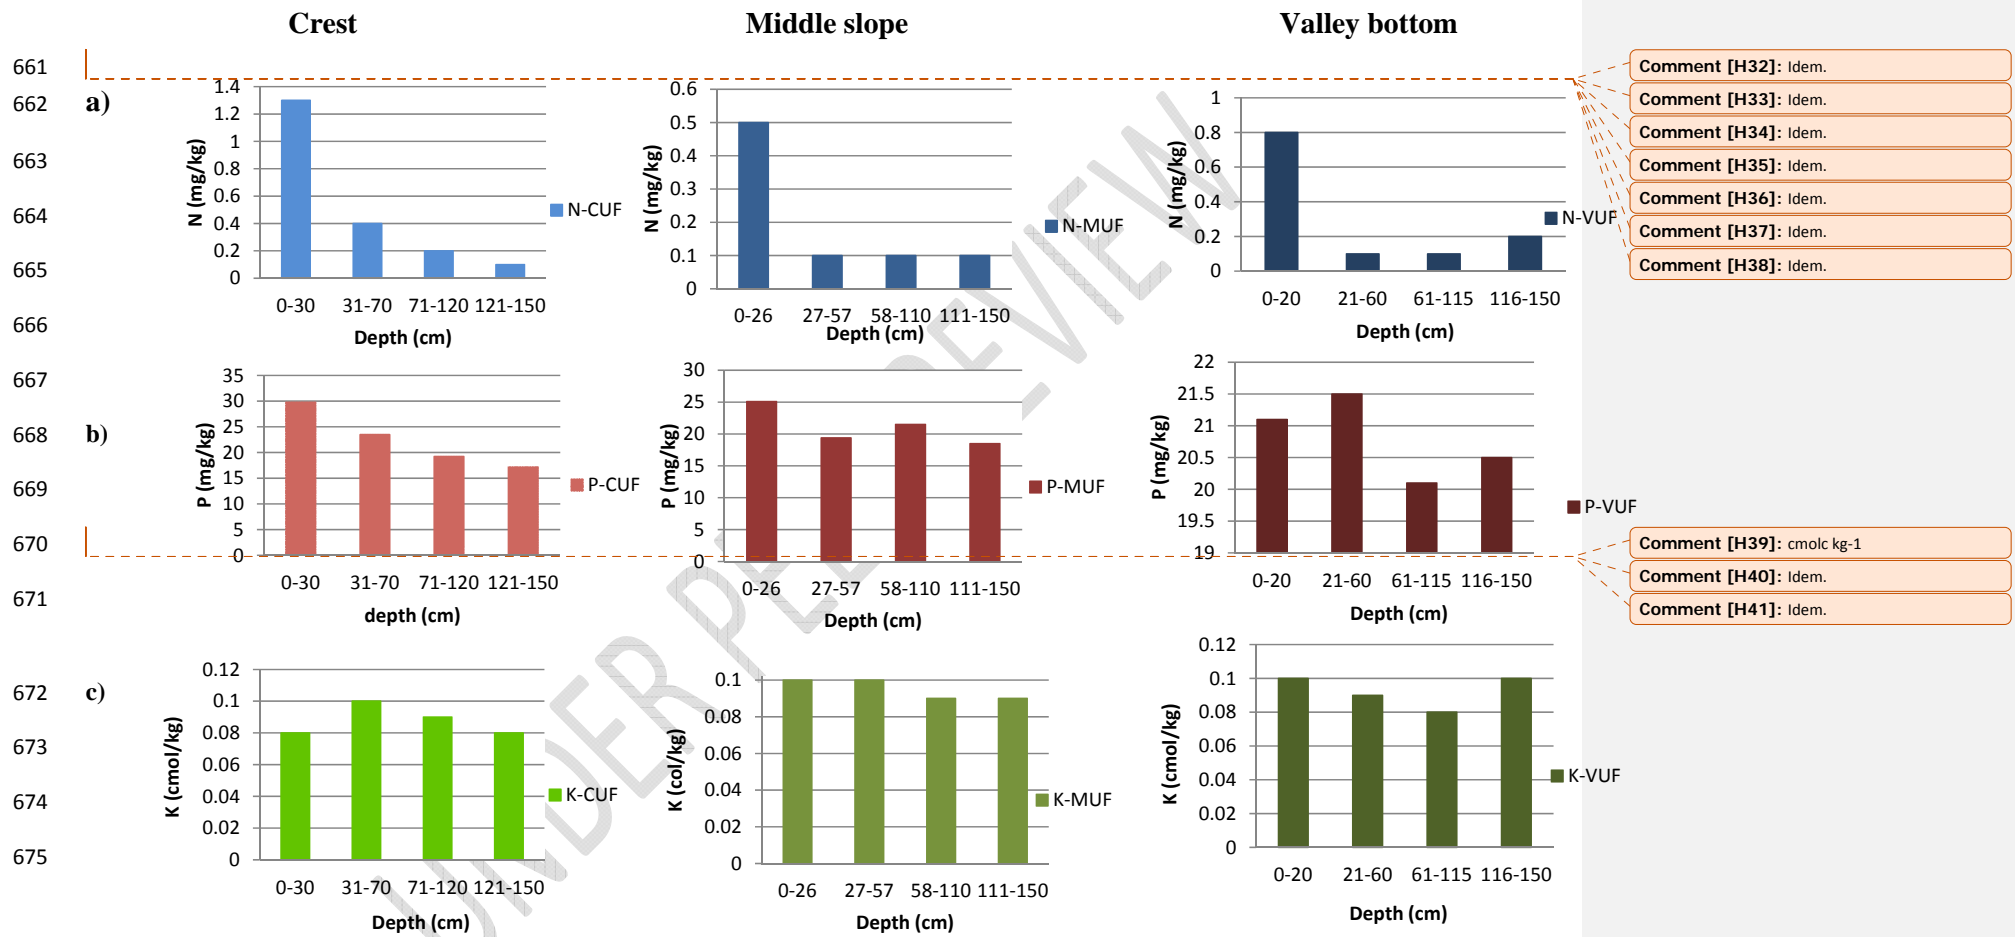 Crest Middle slope Valley bottom
661
662 a)
663
664
665
666
667
668 b)
669
670
671
672 c)
673
674
675
1.4
1.2
1
0.8
0.6
0.4
0.2
0
N (mg/kg)
0-30 31-70 71-120 121-150
Depth (cm)
N-CUF
0.6
0.5
0.4
0.3
0.2
0.1
0
N (mg/kg)
0-26 27-57 58-110 111-150
Depth (cm)
N-MUF
1
0.8
0.6
0.4
0.2
0
N (mg/kg)
0-20 21-60 61-115 116-150
Depth (cm)
N-VUF
35
30
25
20
15
10
5
0
P (mg/kg)
0-30 31-70 71-120 121-150
depth (cm)
P-CUF
30
25
20
15
10
5
0
P (mg/kg)
0-26 27-57 58-110 111-150
Depth (cm)
P-MUF
22
21.5
21
20.5
20
19.5
19
P (mg/kg)
0-20 21-60 61-115 116-150
Depth (cm)
P-VUF
0.12
0.1
0.08
0.06
0.04
0.02
0
K (cmol/kg)
0-30 31-70 71-120 121-150
Depth (cm)
K-CUF
0.1
0.08
0.06
0.04
0.02
0
K (col/kg)
0-26 27-57 58-110 111-150
Depth (cm)
K-MUF
0.12
0.1
0.08
0.06
0.04
0.02
0
K (cmol/kg)
0-20 21-60 61-115 116-150
Depth (cm)
K-VUF
Comment [H32]: Idem.
Comment [H33]: Idem.
Comment [H34]: Idem.
Comment [H35]: Idem.
Comment [H36]: Idem.
Comment [H37]: Idem.
Comment [H38]: Idem.
Comment [H39]: cmolc kg-1
Comment [H40]: Idem.
Comment [H41]: Idem.
UNDER PEER REVIEW